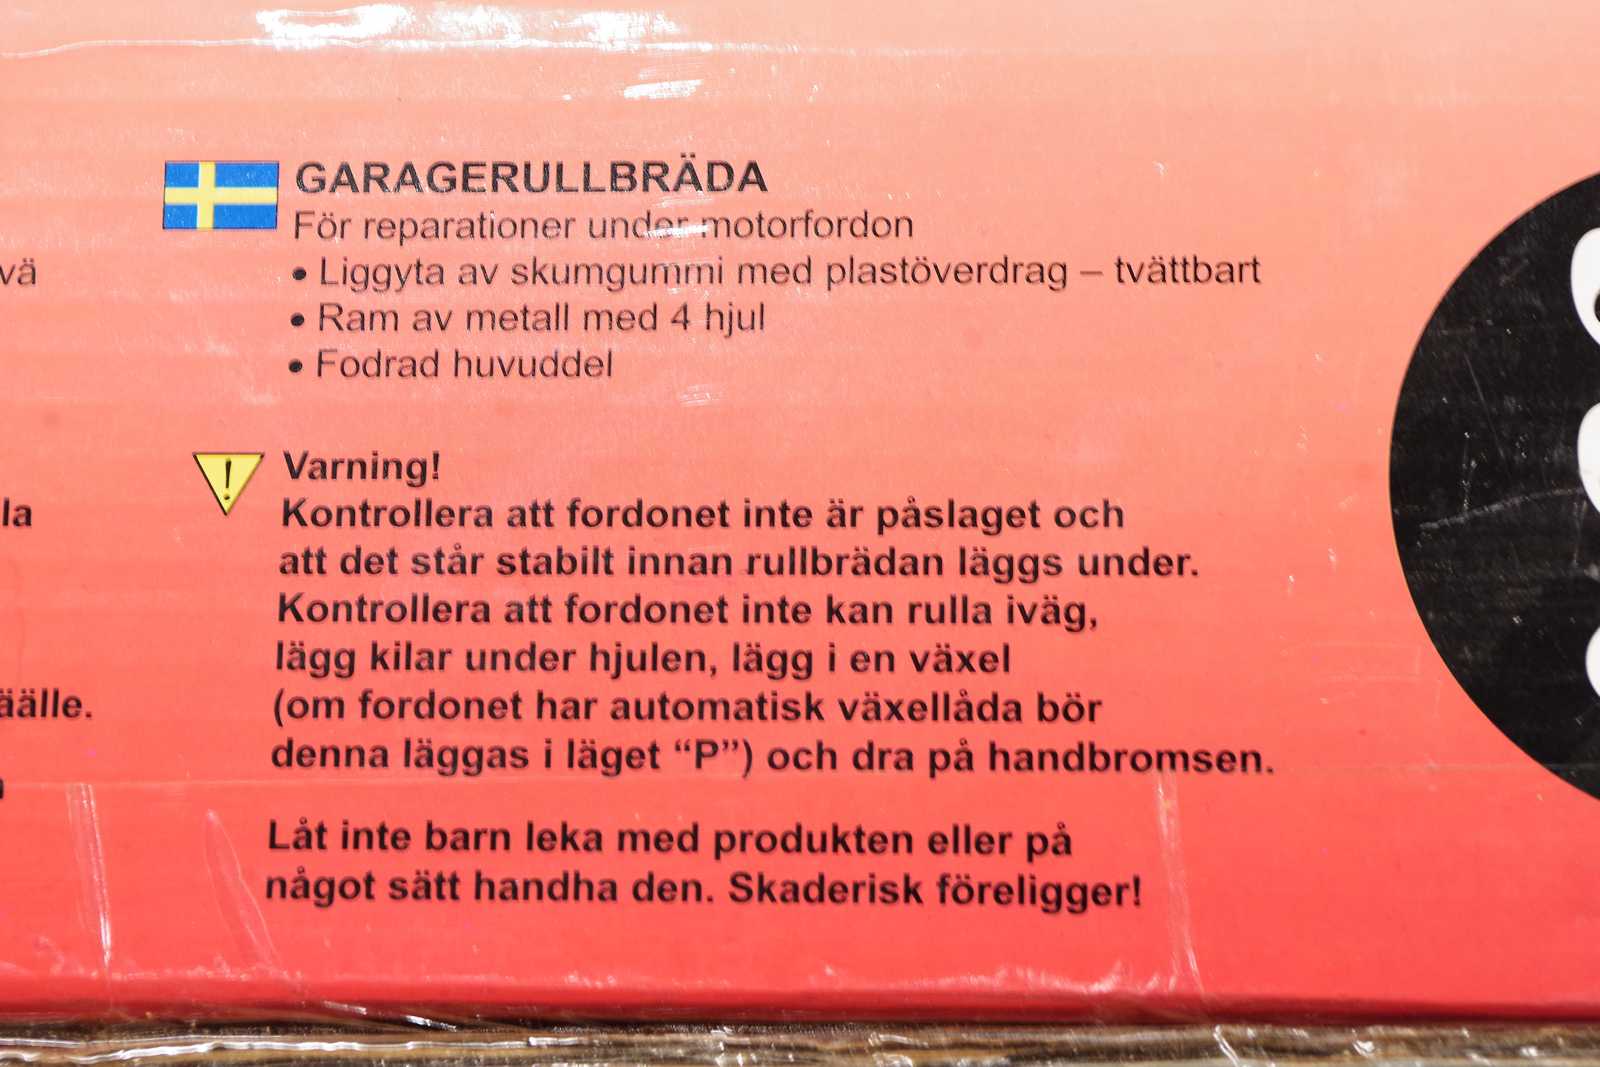 GARAGERULLBRÄDA
För reparationer under motorfordon
• Liggyta av skumgummi med plastöverdrag – tvättbart
• Ram av metall med 4 hjul
• Fodrad huvuddel
Varning!
Kontrollera att fordonet inte är påslaget och
att det står stabilt innan rullbrädan läggs under.
Kontrollera att fordonet inte kan rulla iväg,
lägg kilar under hjulen, lägg i en växel
(om fordonet har automatisk växellåda bör
denna läggas i läget “P”) och dra på handbromsen.
Låt inte barn leka med produkten eller på
något sätt handha den. Skaderisk föreligger!